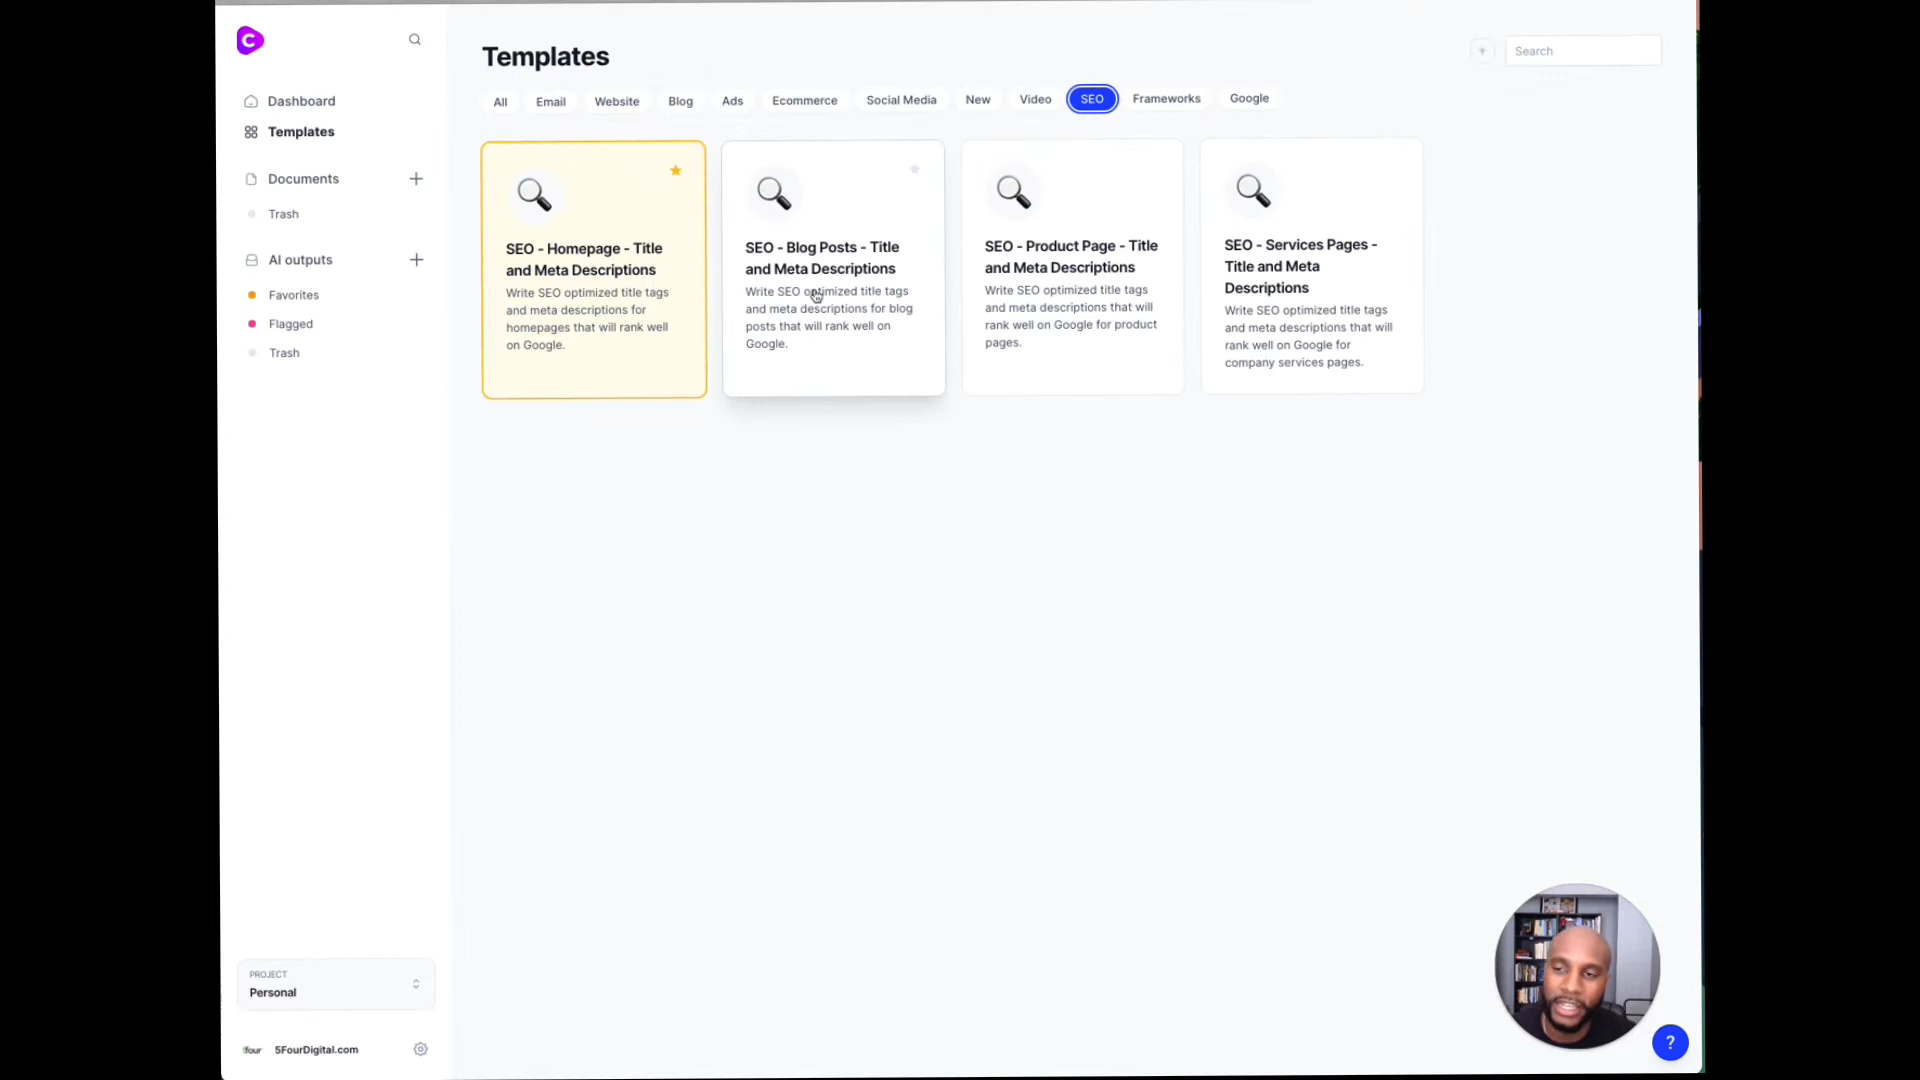 C
Templates
Search
Dashboard
Templates
Documents
Trash
AI outputs
Favorites
Flagged
Trash
All
Email
Website
Blog
Ads
Ecommerce
Social Media
New
Video
SEO
Frameworks
Google
SEO - Homepage - Title
and Meta Descriptions
Write SEO optimized title tags
and meta descriptions for
homepages that will rank well
on Google.
SEO - Blog Posts - Title
and Meta Descriptions
Write SEO optimized title tags
and meta descriptions for blog
posts that will rank well on
Google.
SEO - Product Page - Title
and Meta Descriptions
Write SEO optimized title tags
and meta descriptions that will
rank well on Google for product
pages.
SEO - Services Pages -
Title and Meta
Descriptions
Write SEO optimized title tags
and meta descriptions that will
rank well on Google for
company services pages.
PROJECT
Personal
5four
5FourDigital.com
?